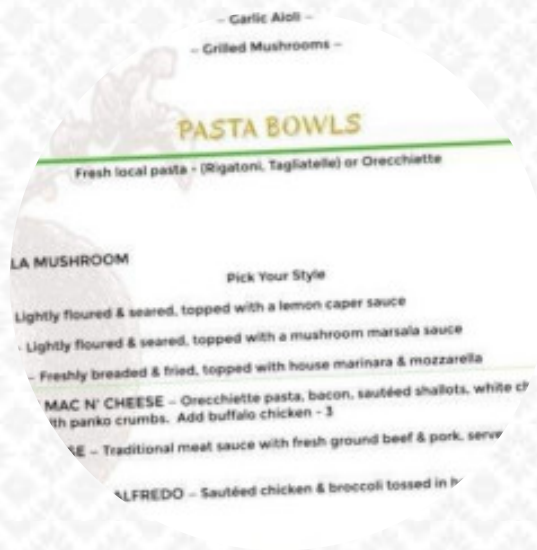 – Garlic Aioli –
– Grilled Mushrooms –
PASTA BOWLS
Fresh local pasta - (Rigatoni, Tagliatelle) or Orecchiette
LA MUSHROOM
Pick Your Style
Lightly floured & seared, topped with a lemon caper sauce
- Lightly floured & seared, topped with a mushroom marsala sauce
– Freshly breaded & fried, topped with house marinara & mozzarella
MAC N' CHEESE – Orecchiette pasta, bacon, sautéed shallots, white
panko crumbs. Add buffalo chicken - 3
– Traditional meat sauce with fresh ground beef & pork,
ALFREDO – Sautéed chicken & broccoli tossed in